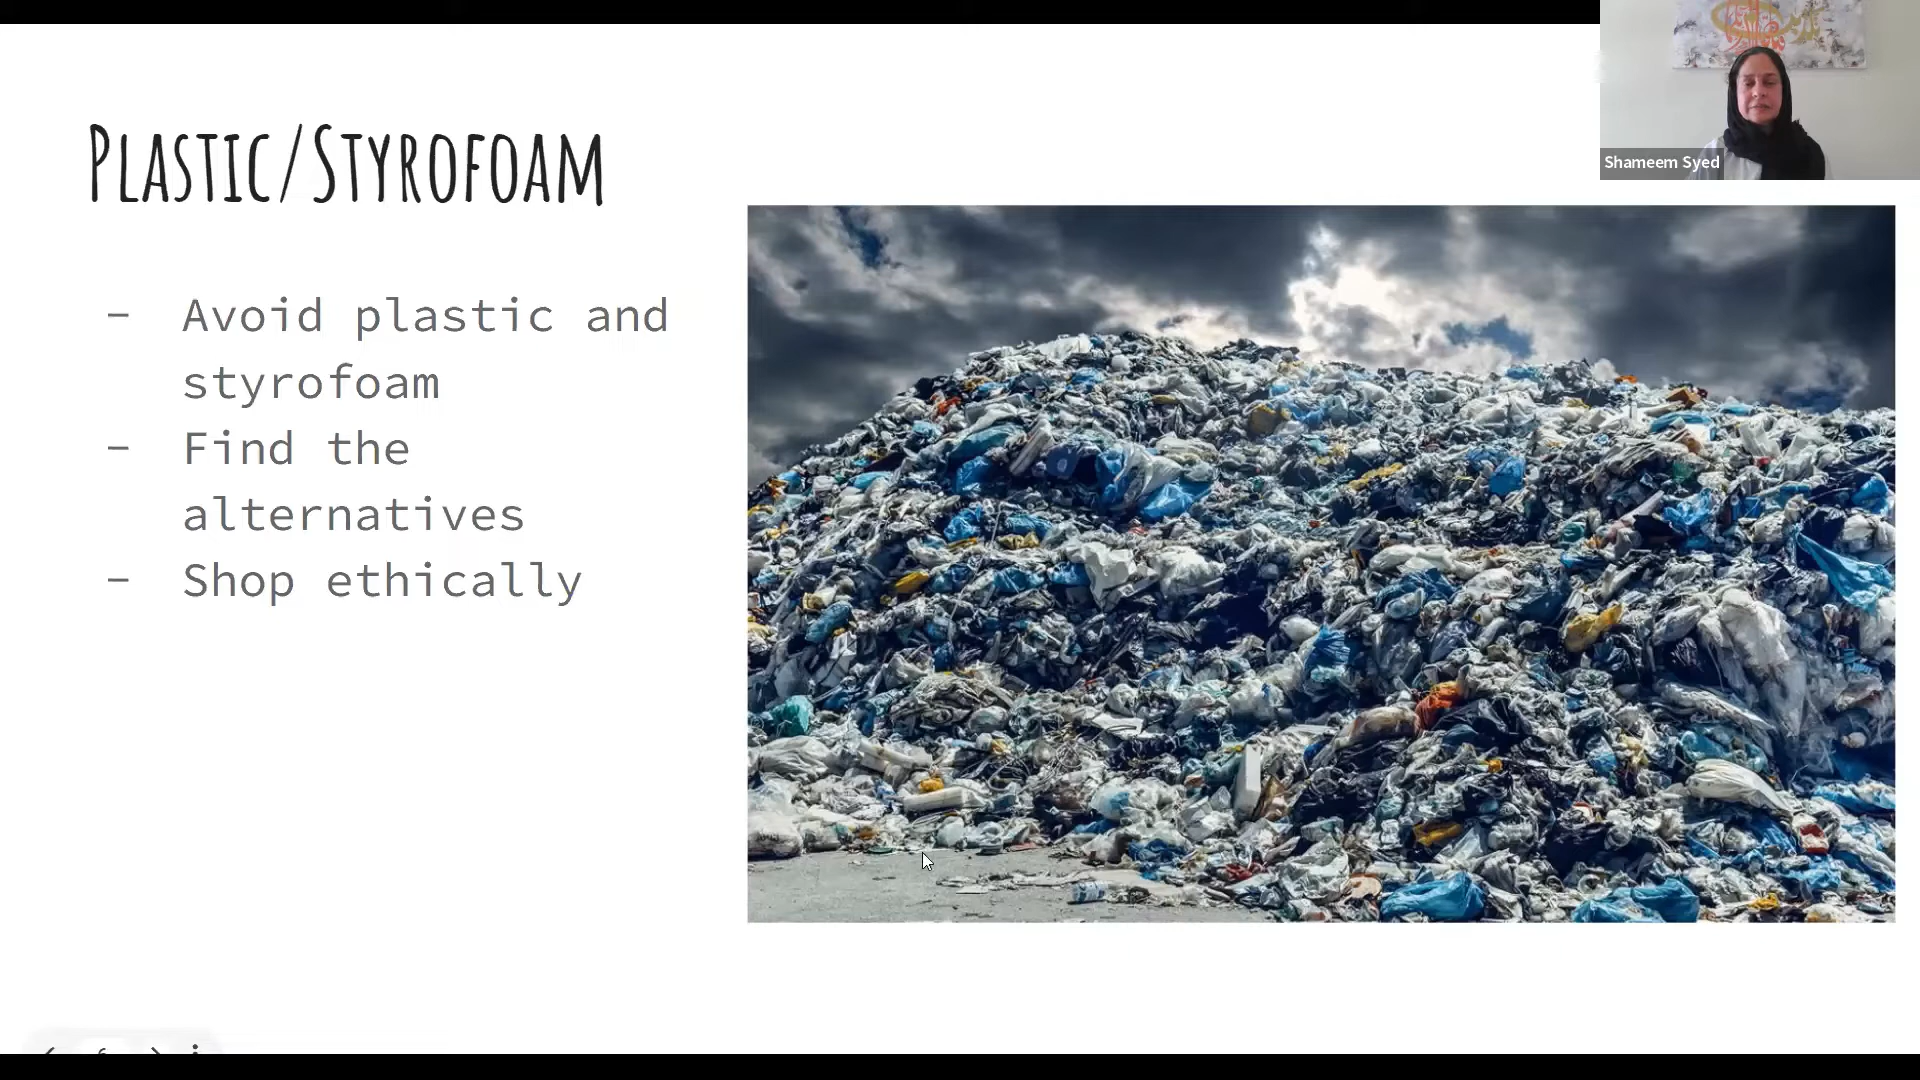 Shameem Syed
Plastic/Styrofoam
- Avoid plastic and
styrofoam
- Find the
alternatives
- Shop ethically